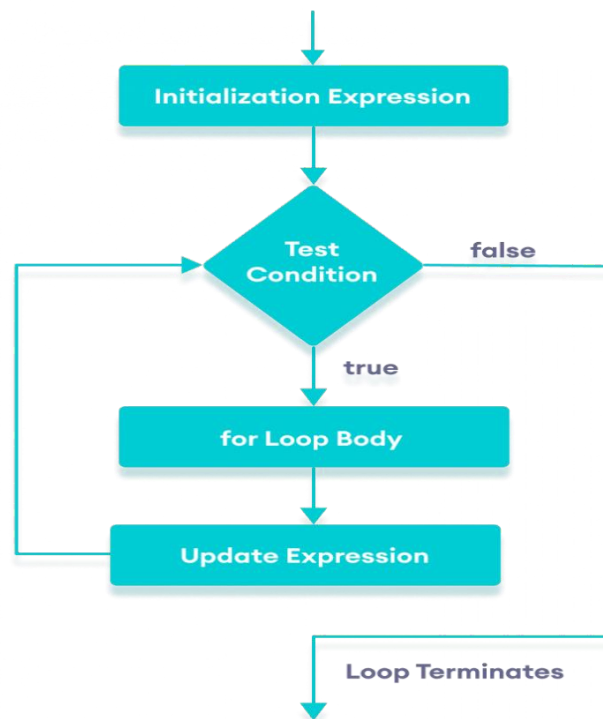 Initialization Expression
Test
Condition
false
true
for Loop Body
Update Expression
Loop Terminates